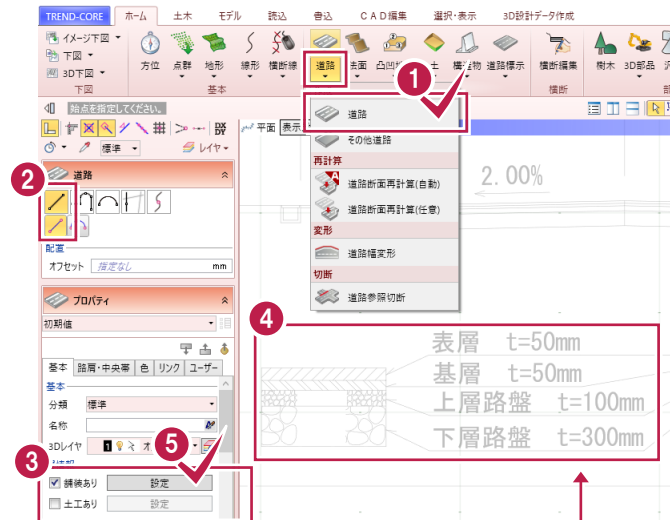 TREND-CORE ホーム 土木 モデル 読込 書込 ＣＡＤ編集 選択・表示 3D設計データ作成
イメージ下図
下図
3D下図
方位 点群 地形 線形 横断線 道路 法面 構造物 道路標示 横断編集 樹木 3D部品
下図 基本 横断
始点を指定してください。
標準 レイヤ
平面 表示
道路
その他道路
再計算
道路断面再計算(自動)
道路断面再計算(任意)
変形
道路幅変形
切断
道路参照切断
1
2
道路
配置
オフセット 指定なし mm
プロパティ
初期値
基本 路肩・中央帯 色 リンク ユーザー
基本
分類 標準
名称
3Dレイヤ 1
5
3
舗装あり 設定
土工あり 設定
2.00%
4
表層 t=50mm
基層 t=50mm
上層路盤 t=100mm
下層路盤 t=300mm